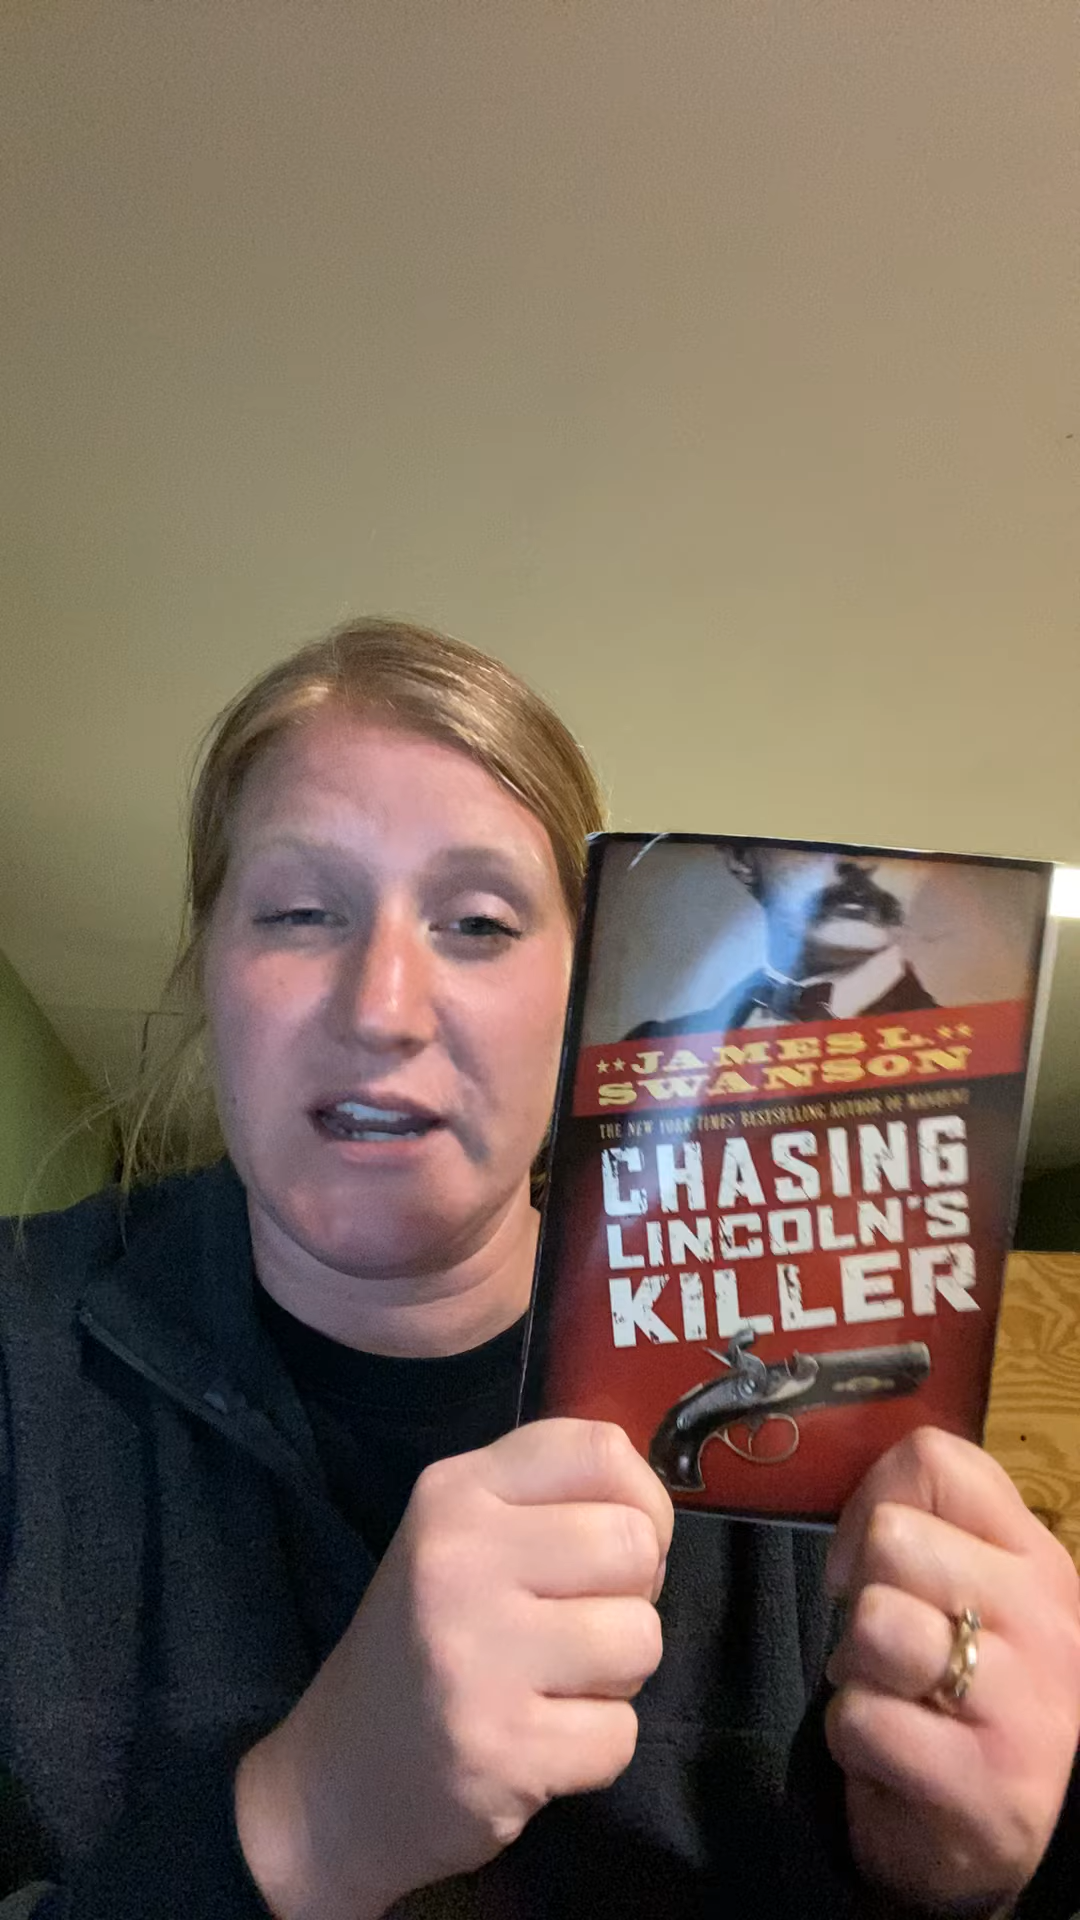 ★★JAMES L.★★
SWANSON
THE NEW YORK TIMES BESTSELLING AUTHOR OF MANHUNT
CHASING
LINCOLN'S
KILLER